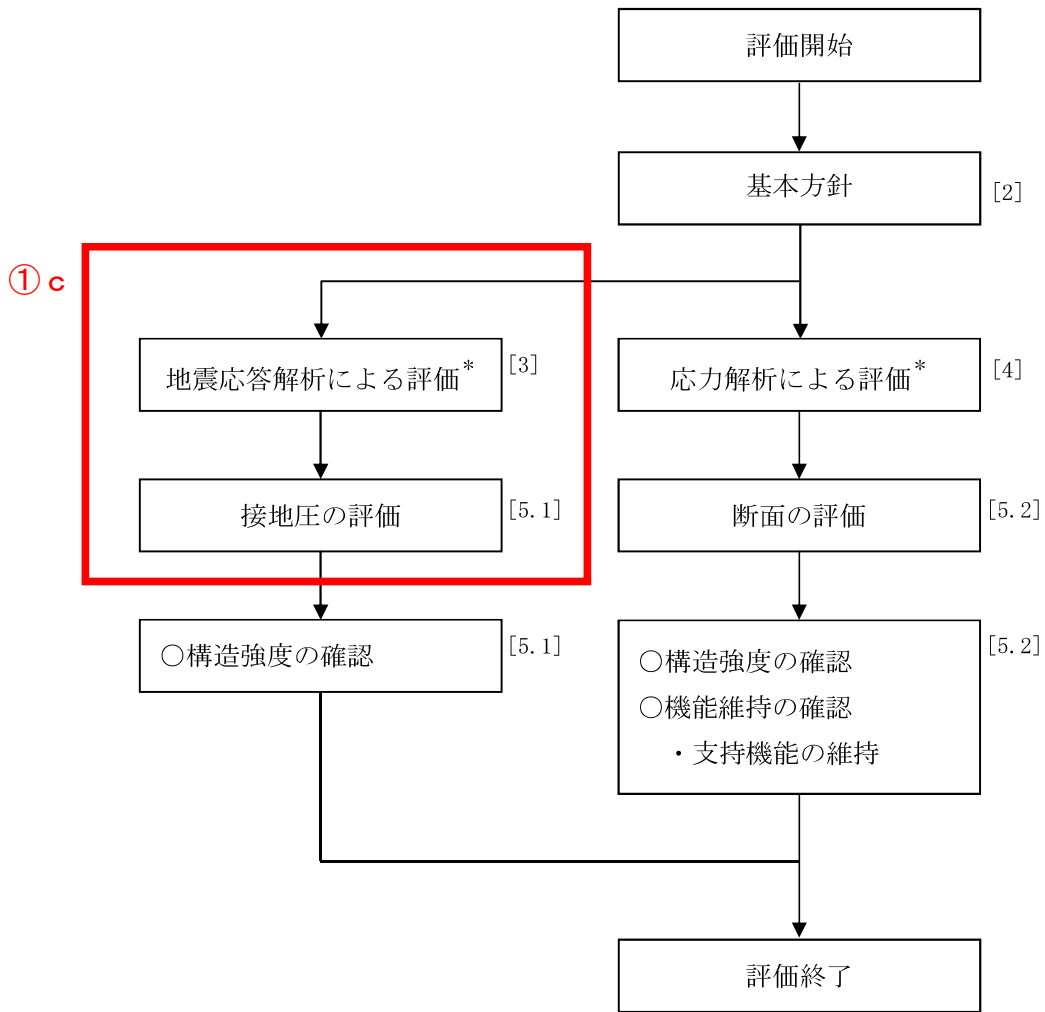 評価開始
基本方針
[2]
①c
地震応答解析による評価*
[3]
応力解析による評価*
[4]
接地圧の評価
[5.1]
断面の評価
[5.2]
○構造強度の確認
[5.1]
○構造強度の確認
○機能維持の確認
・支持機能の維持
[5.2]
評価終了